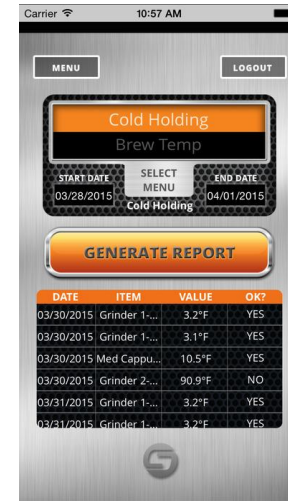 Carrier 10:57 AM
MENU LOGOUT
Cold Holding
Brew Temp
START DATE SELECT MENU END DATE
03/28/2015 Cold Holding 04/01/2015
GENERATE REPORT
DATE ITEM VALUE OK?
03/30/2015 Grinder 1-... 3.2°F YES
03/30/2015 Grinder 1-... 3.1°F YES
03/30/2015 Med Cappu... 10.5°F YES
03/30/2015 Grinder 2-... 90.9°F NO
03/31/2015 Grinder 1-... 3.2°F YES
03/31/2015 Grinder 1-... 3.2°F YES